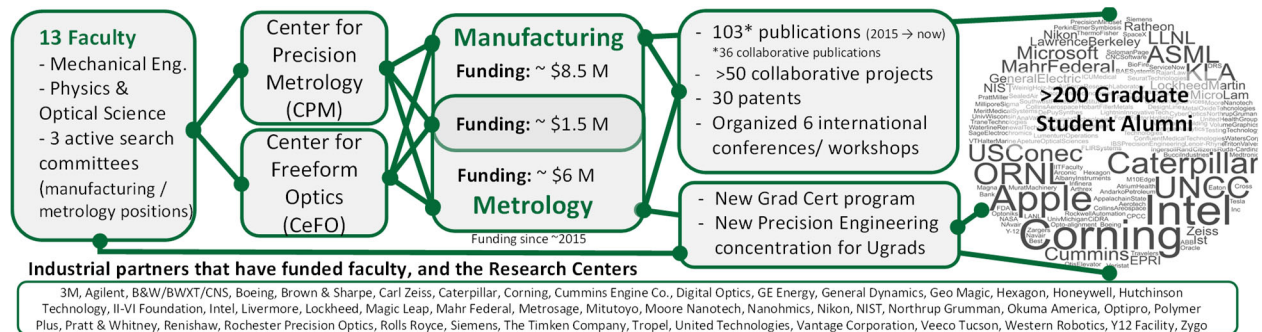 13 Faculty
- Mechanical Eng.
- Physics &
Optical Science
- 3 active search
committees
(manufacturing /
metrology positions)
Center for
Precision
Metrology
(CPM)
Center for
Freeform
Optics
(CeFO)
Manufacturing
Funding: ~ $8.5 M
Funding: ~ $1.5 M
Funding: ~ $6 M
Metrology
Funding since ~2015
- 103* publications (2015 → now)
*36 collaborative publications
- >50 collaborative projects
- 30 patents
- Organized 6 international
conferences/ workshops
- New Grad Cert program
- New Precision Engineering
concentration for Ugrads
Siemens
Raytheon
Nikon
LLNL
LawrenceBerkeley
Microsoft
ASML
MahrFederal
KLA
GeneralElectric
LockheedMartin
NIST
MicroLam
>200 Graduate
Student Alumni
USConec
Caterpillar
ORNL
UNCC
Apple
Intel
Corning
Zeiss
Ist
Cummins
EPRI
Industrial partners that have funded faculty, and the Research Centers
3M, Agilent, B&W/BWXT/CNS, Boeing, Brown & Sharpe, Carl Zeiss, Caterpillar, Corning, Cummins Engine Co., Digital Optics, GE Energy, General Dynamics, Geo Magic, Hexagon, Honeywell, Hutchinson
Technology, II-VI Foundation, Intel, Livermore, Lockheed, Magic Leap, Mahr Federal, Metrosage, Mitutoyo, Moore Nanotech, Nanohmics, Nikon, NIST, Northrup Grumman, Okuma America, Optipro, Polymer
Plus, Pratt & Whitney, Renishaw, Rochester Precision Optics, Rolls Royce, Siemens, The Timken Company, Tropel, United Technologies, Vantage Corporation, Veeco Tucson, Western Robotics, Y12 Facility, Zygo